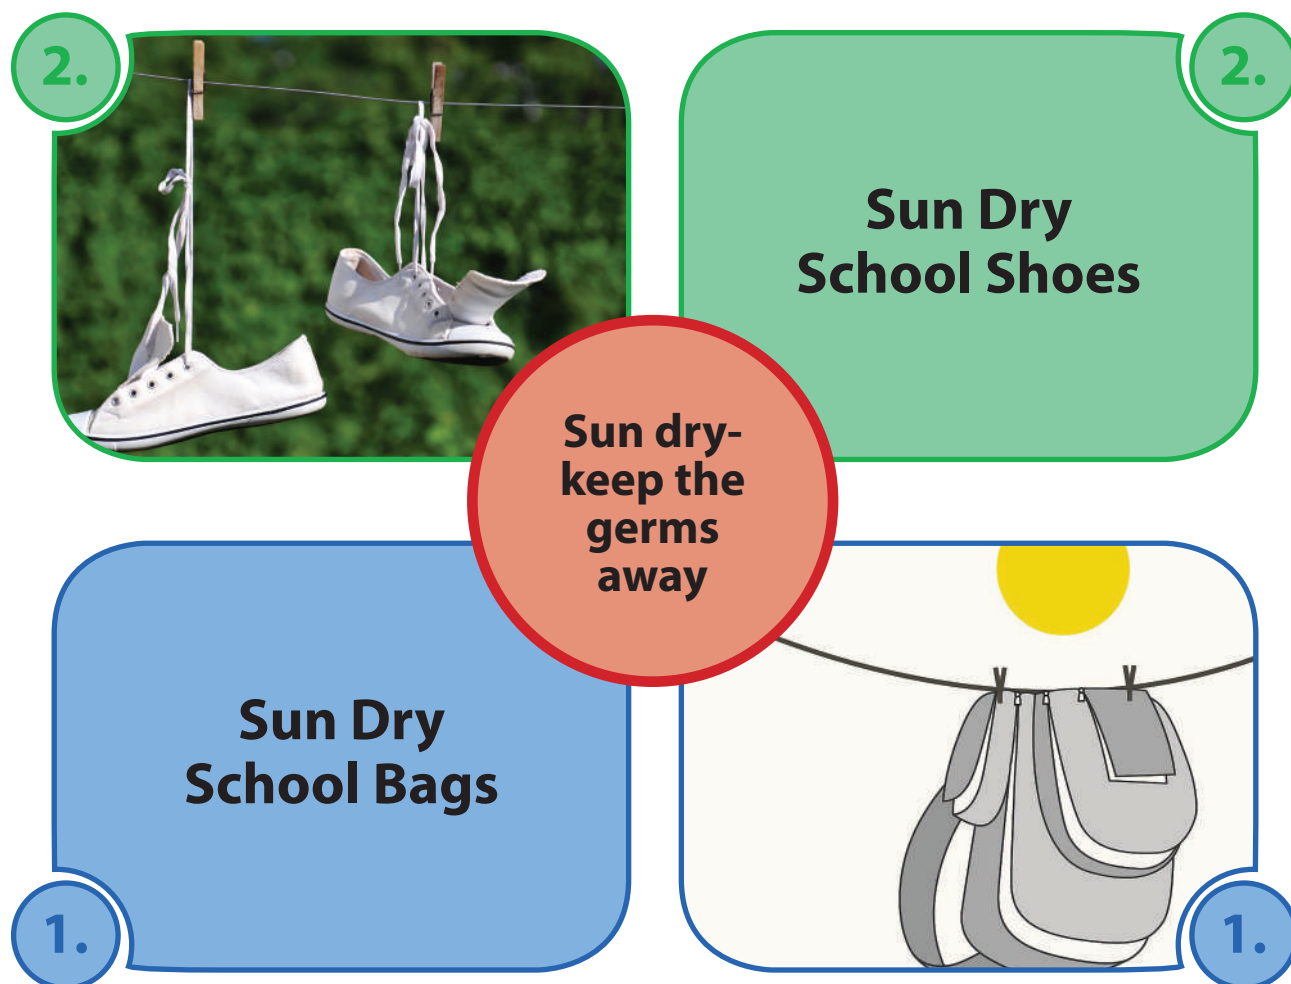 2.
2.
Sun Dry
School Shoes
Sun dry-
keep the
germs
away
Sun Dry
School Bags
1.
1.